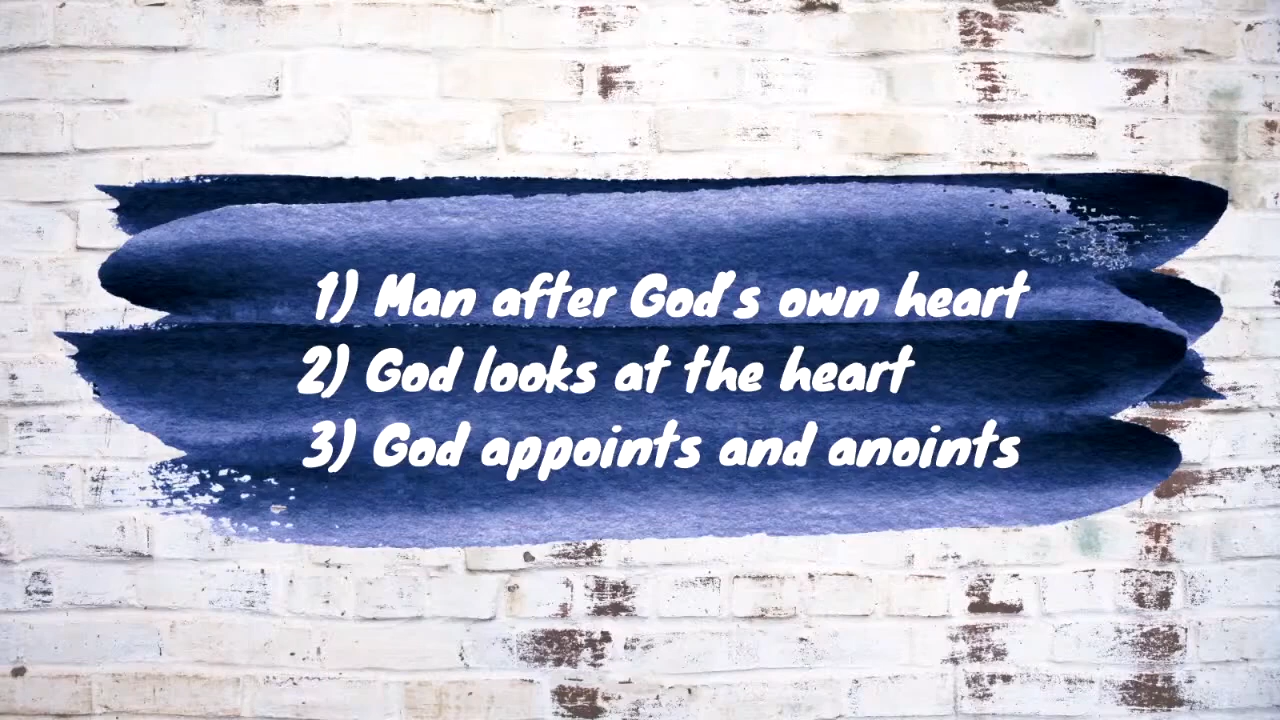 1) Man after God's own heart
2) God looks at the heart
3) God appoints and anoints